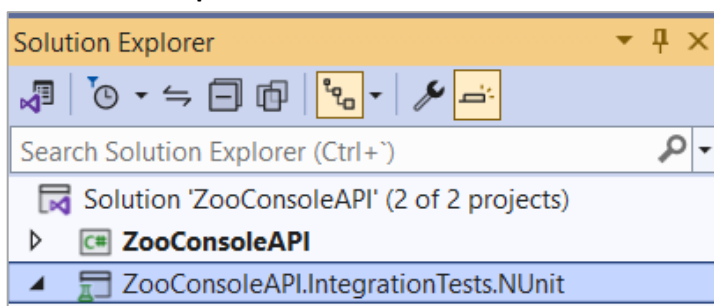 Solution Explorer
Search Solution Explorer (Ctrl+`)
Solution 'ZooConsoleAPI' (2 of 2 projects)
C# ZooConsoleAPI
ZooConsoleAPI.IntegrationTests.NUnit